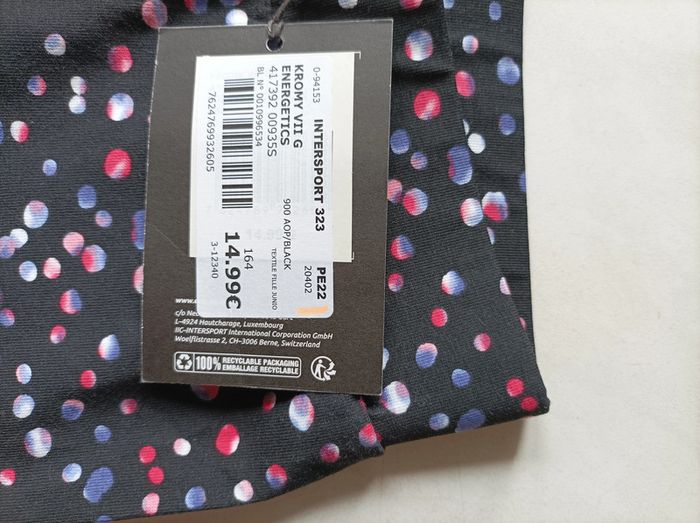 0-94153 INTERSPORT 323 PE22
20402
KROMY VII G
ENERGETICS
417392 00935S
BL N° 0010996534
900 AOP/BLACK
TEXTILE FILLE JUNIO
7624769932605
164
14.99€
3-12340
c/o
L-4924 Hautcharage, Luxembourg
IIC-INTERSPORT International Corporation GmbH
Woelflistrasse 2, CH-3006 Berne, Switzerland
100% RECYCLABLE PACKAGING
EMBALLAGE RECYCLABLE